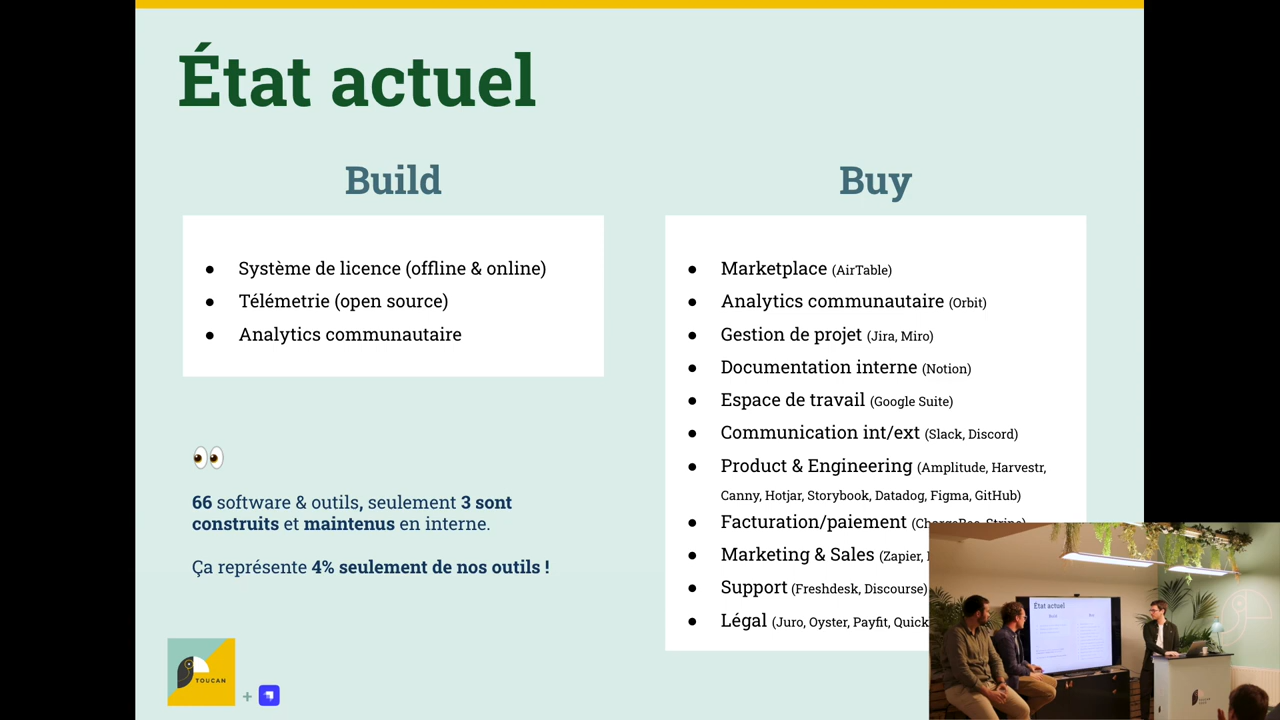 État actuel
Build
Système de licence (offline & online)
Télémetrie (open source)
Analytics communautaire
66 software & outils, seulement 3 sont
construits et maintenus en interne.
Ça représente 4% seulement de nos outils !
TOUCAN
+
Buy
Marketplace (AirTable)
Analytics communautaire (Orbit)
Gestion de projet (Jira, Miro)
Documentation interne (Notion)
Espace de travail (Google Suite)
Communication int/ext (Slack, Discord)
Product & Engineering (Amplitude, Harvestr,
Canny, Hotjar, Storybook, Datadog, Figma, GitHub)
Facturation/paiement (ChargeBee, Stripe)
Marketing & Sales (Zapier,
Support (Freshdesk, Discourse)
Légal (Juro, Oyster, Payfit, Quick
État actuel